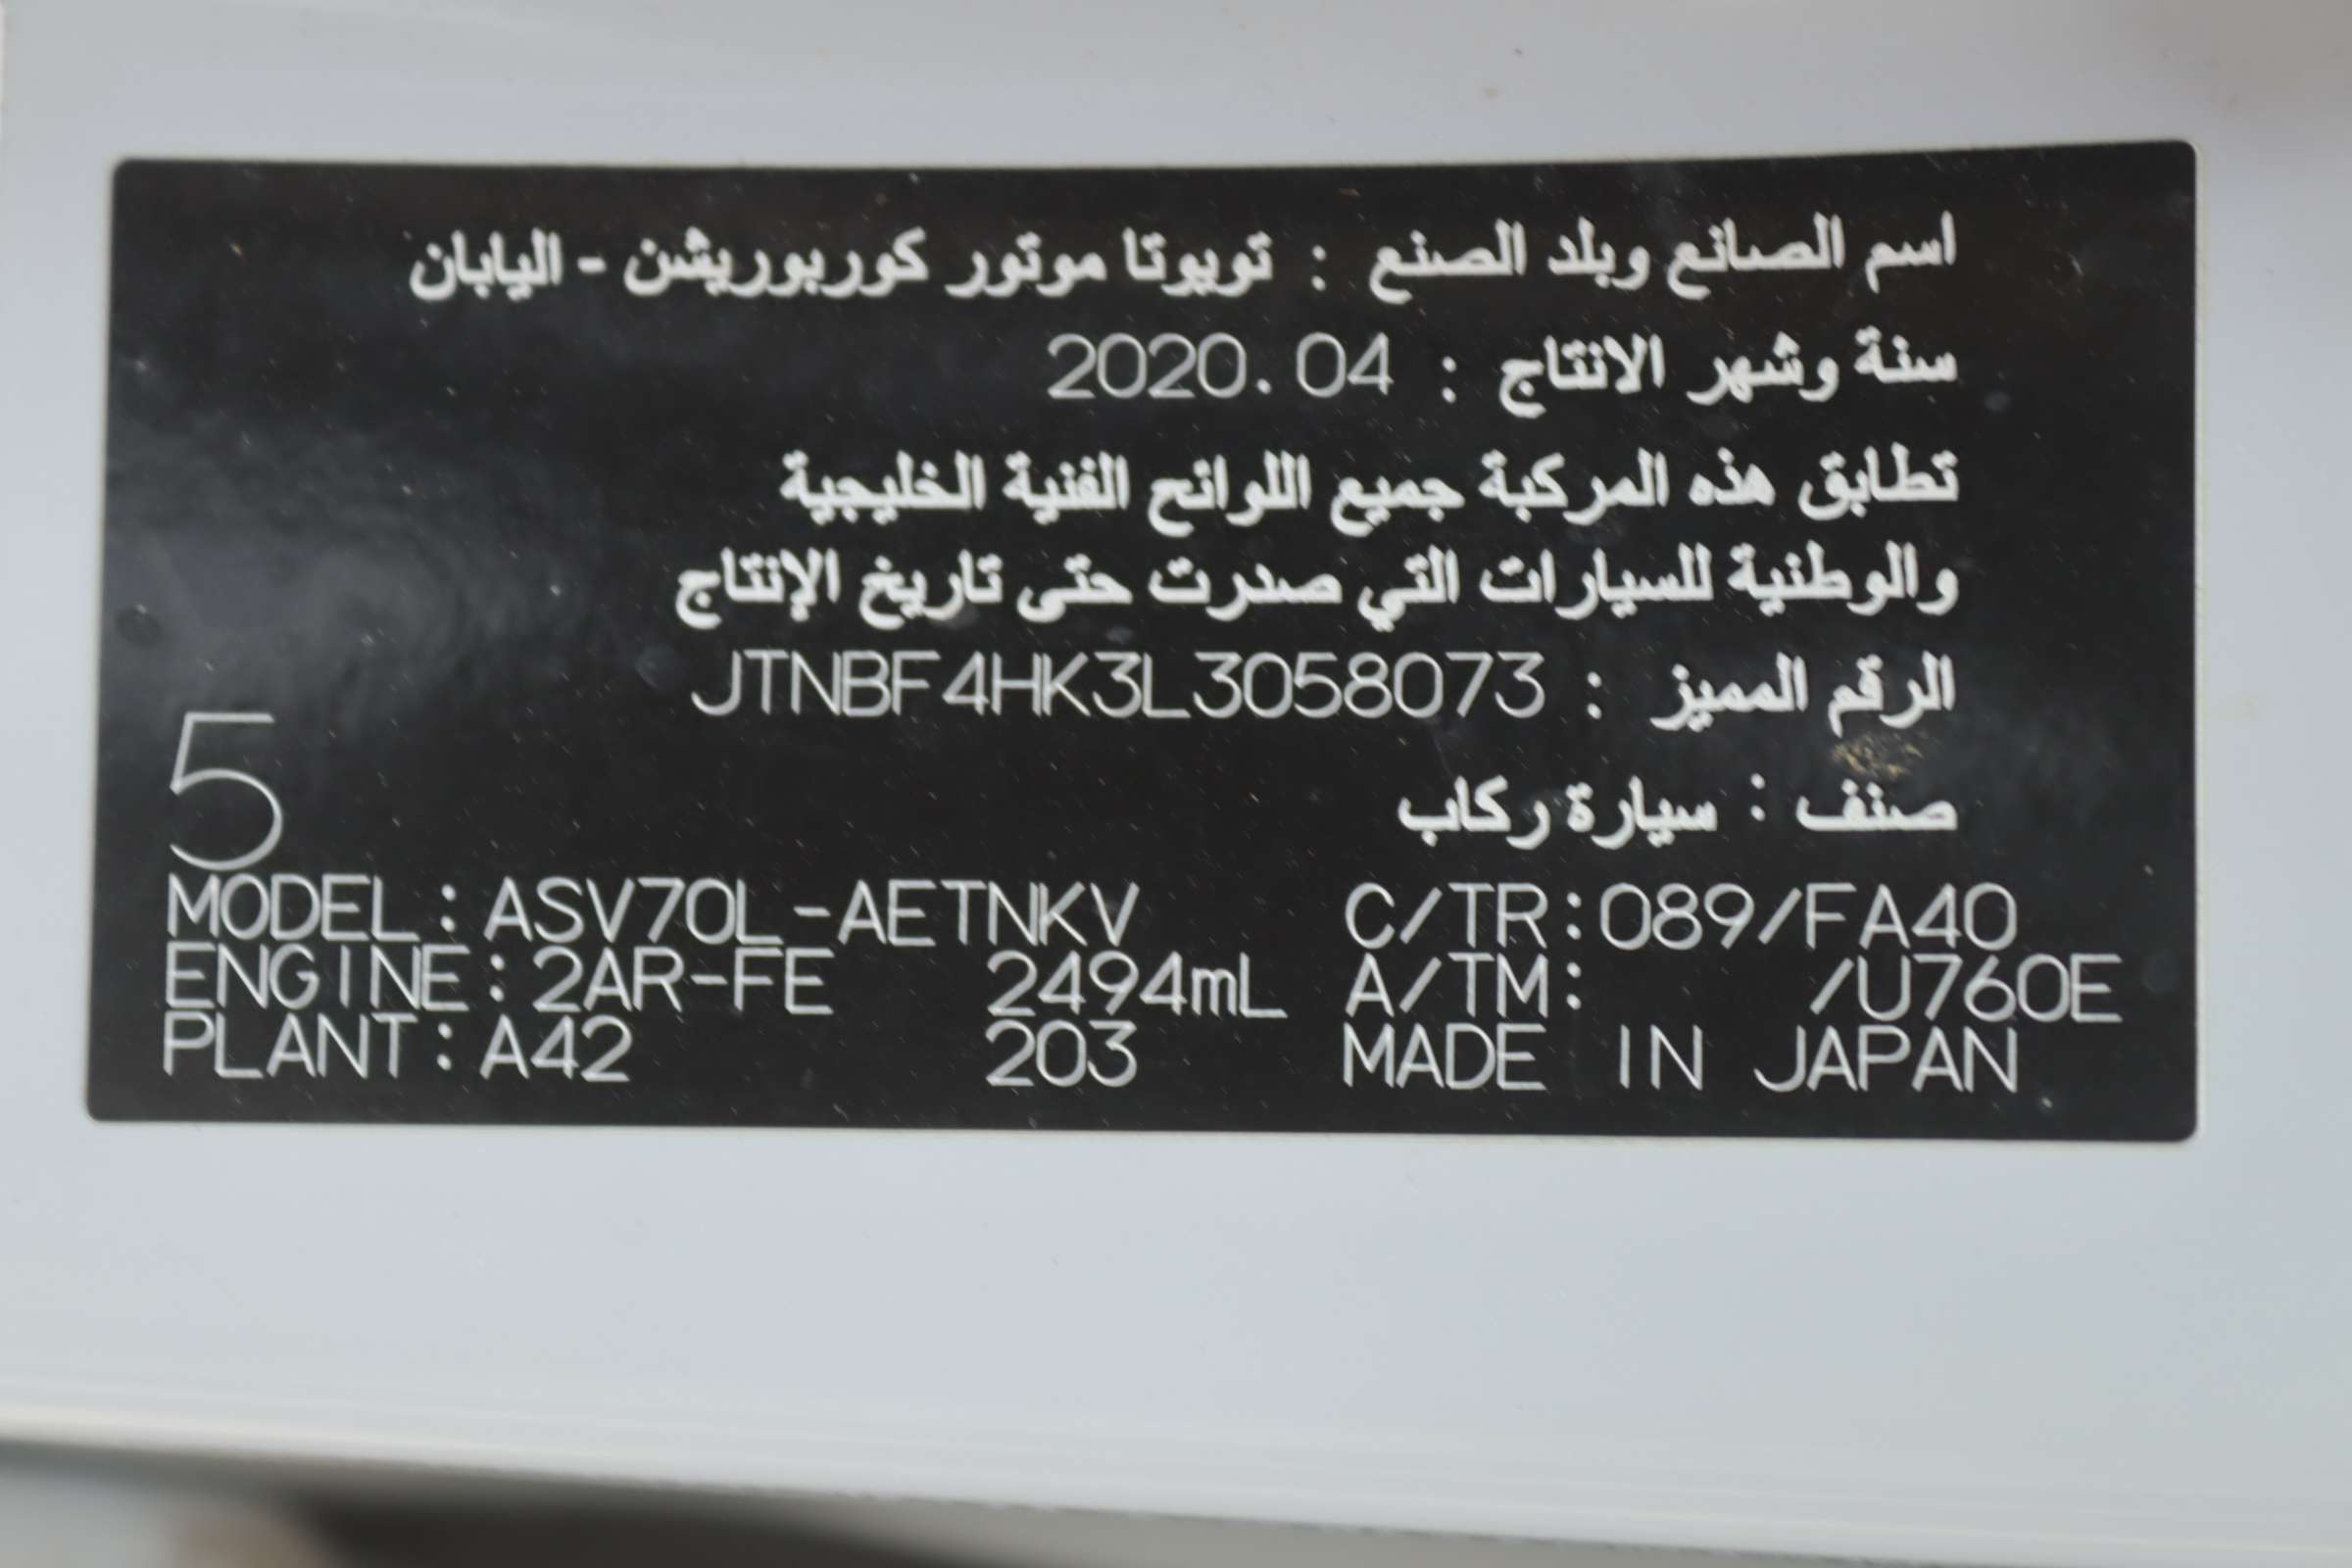 اسم الصانع وبلد الصنع : تويوتا موتور كوربوريشن - اليابان
سنة وشهر الانتاج : 2020.04
تطابق هذه المركبة جميع اللوائح الفنية الخليجية
والوطنية للسيارات التي صدرت حتى تاريخ الإنتاج
الرقم المميز : JTNBF4HK3L3058073
صنف : سيارة ركاب
5
MODEL: ASV70L-AETNKV C/TR:089/FA40
ENGINE: 2AR-FE 2494mL A/TM: /U760E
PLANT: A42 203 MADE IN JAPAN